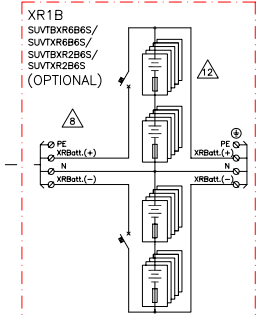 XR1B
SUVTBXR6B6S/
SUVTXR6B6S/
SUVTBXR2B6S/
SUVTXR2B6S
(OPTIONAL)
12
8
PE
PE
XRBatt.(+)
XRBatt.(+)
N
N
XRBatt.(-)
XRBatt.(-)